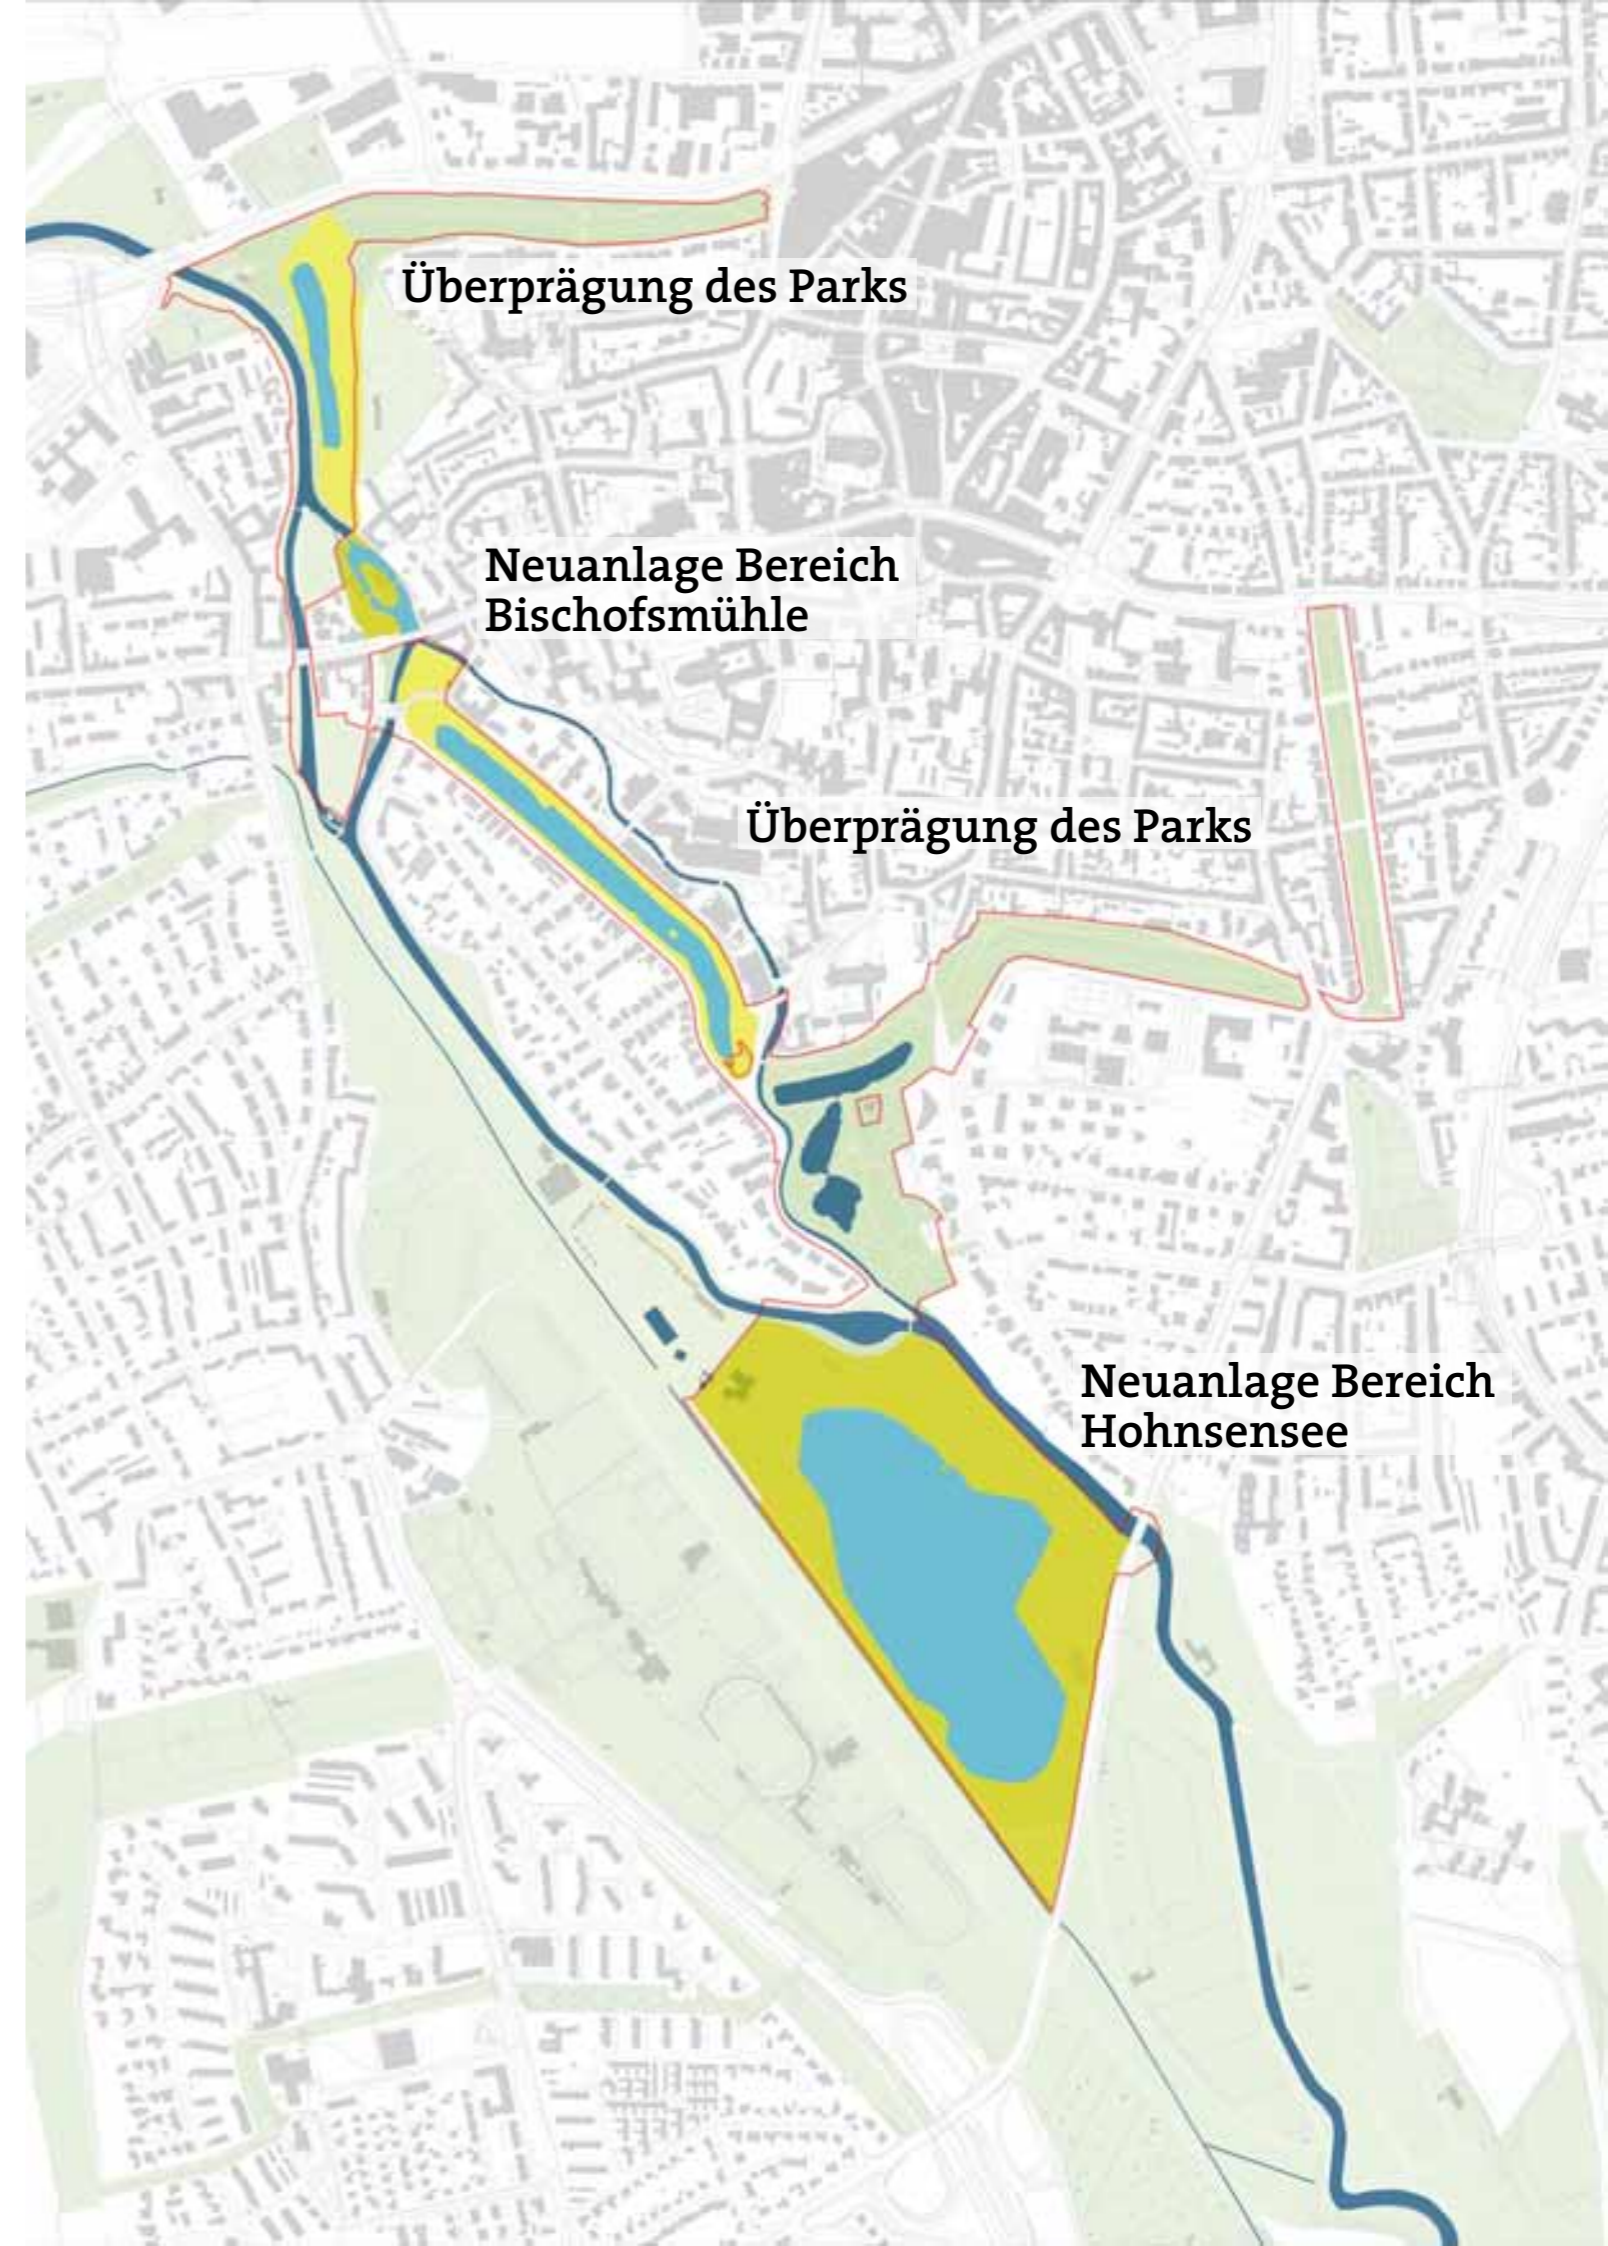 Überprägung des Parks
Neuanlage Bereich
Bischofsmühle
Überprägung des Parks
Neuanlage Bereich
Hohnsensee